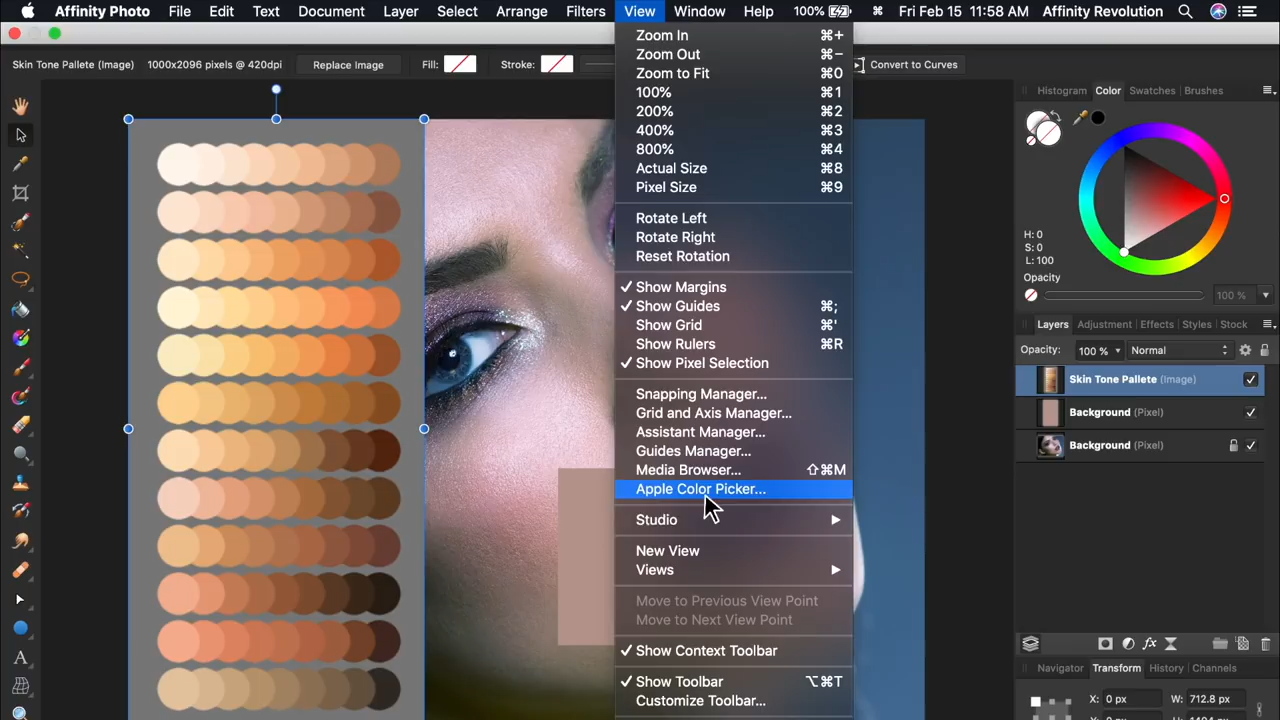 Affinity Photo File Edit Text Document Layer Select Arrange Filters View Window Help 100% Fri Feb 15 11:58 AM Affinity Revolution
Skin Tone Pallete (Image) 1000x2096 pixels @ 420dpi Replace Image Fill: Stroke: Convert to Curves
Zoom In ⌘+
Zoom Out ⌘−
Zoom to Fit ⌘0
100% ⌘1
200% ⌘2
400% ⌘3
800% ⌘4
Actual Size ⌘8
Pixel Size ⌘9
Rotate Left
Rotate Right
Reset Rotation
✓ Show Margins
✓ Show Guides ⌘;
Show Grid ⌘'
Show Rulers ⌘R
✓ Show Pixel Selection
Snapping Manager...
Grid and Axis Manager...
Assistant Manager...
Guides Manager...
Media Browser... ⇧⌘M
Apple Color Picker...
Studio
New View
Views
Move to Previous View Point
Move to Next View Point
✓ Show Context Toolbar
✓ Show Toolbar ⌥⌘T
Customize Toolbar...
Histogram Color Swatches Brushes
H: 0
S: 0
L: 100
Opacity
100 %
Layers Adjustment Effects Styles Stock
Opacity: 100 % Normal
Skin Tone Pallete (Image)
Background (Pixel)
Background (Pixel)
Navigator Transform History Channels
X: 0 px W: 712.8 px